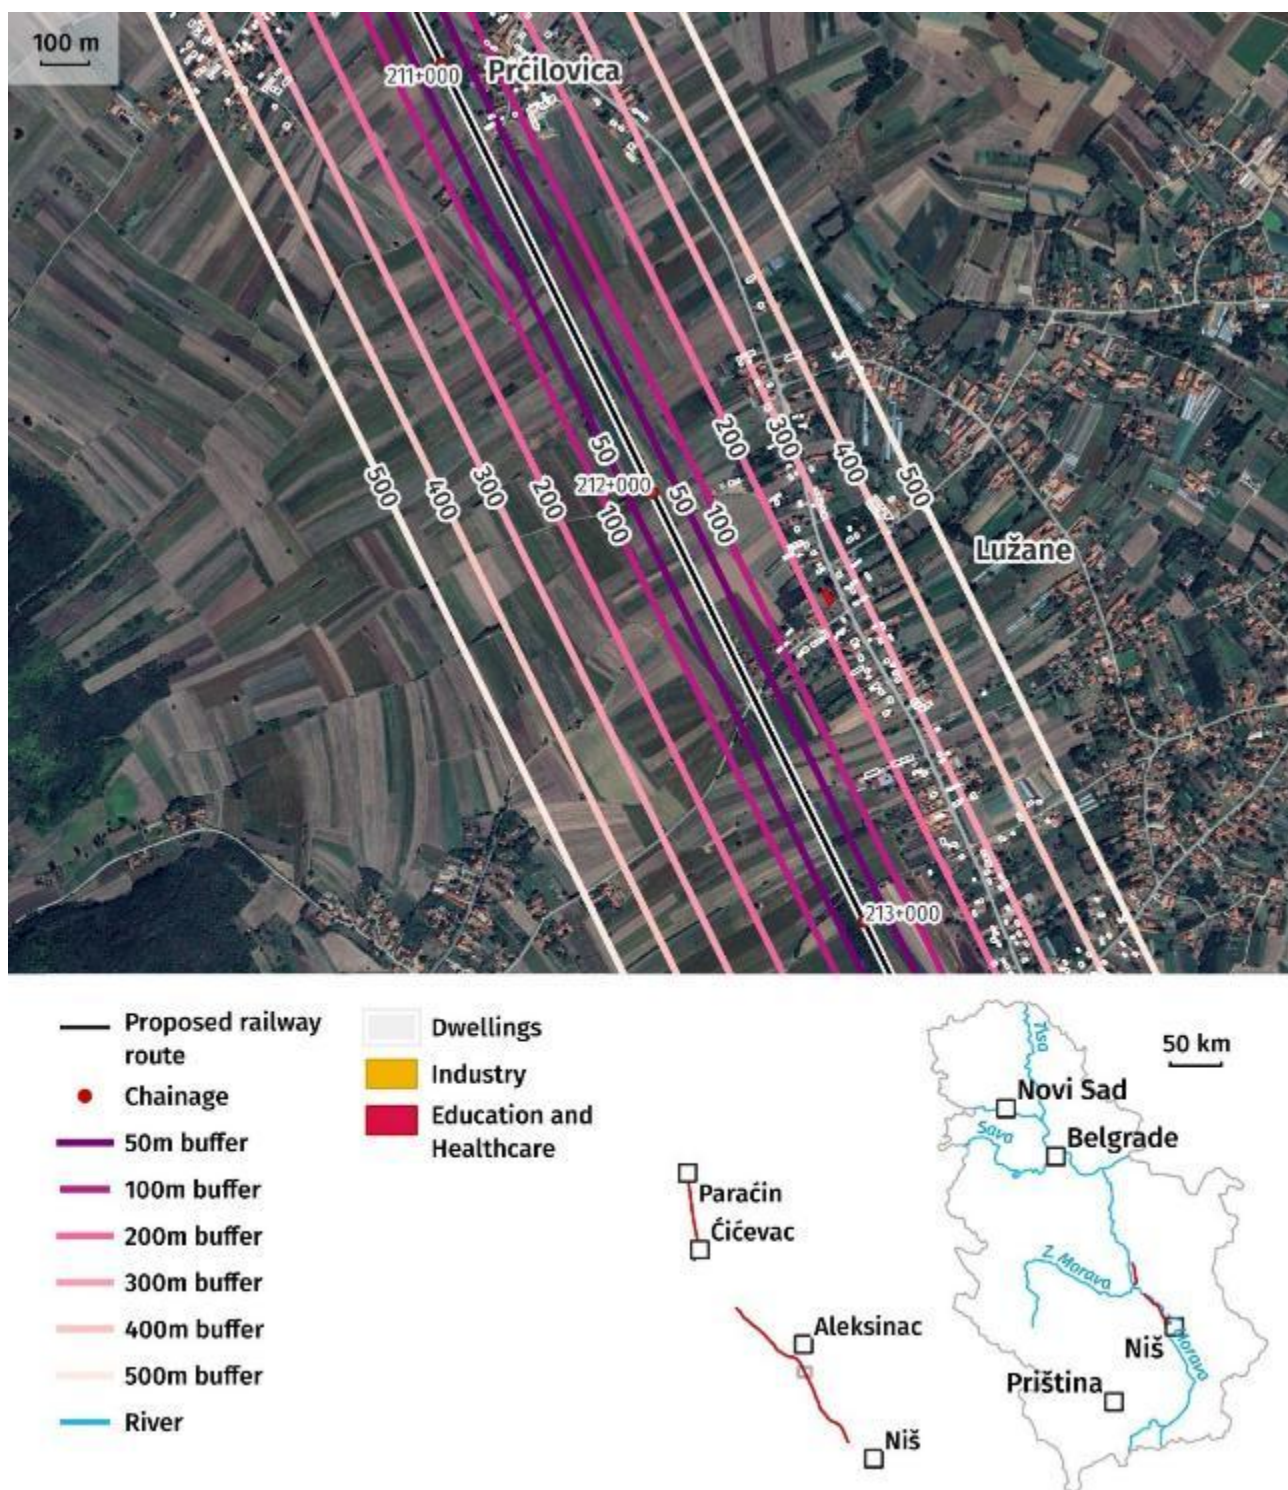 100 m
211+000
Prćilovica
50
212+000
50
100
100
200
200
300
300
400
400
500
500
Lužane
213+000
Proposed railway
route
Chainage
50m buffer
100m buffer
200m buffer
300m buffer
400m buffer
500m buffer
River
Dwellings
Industry
Education and
Healthcare
Paraćin
Ćićevac
Aleksinac
Niš
50 km
Tisa
Novi Sad
Sava
Belgrade
Z. Morava
Niš
J. Morava
Priština